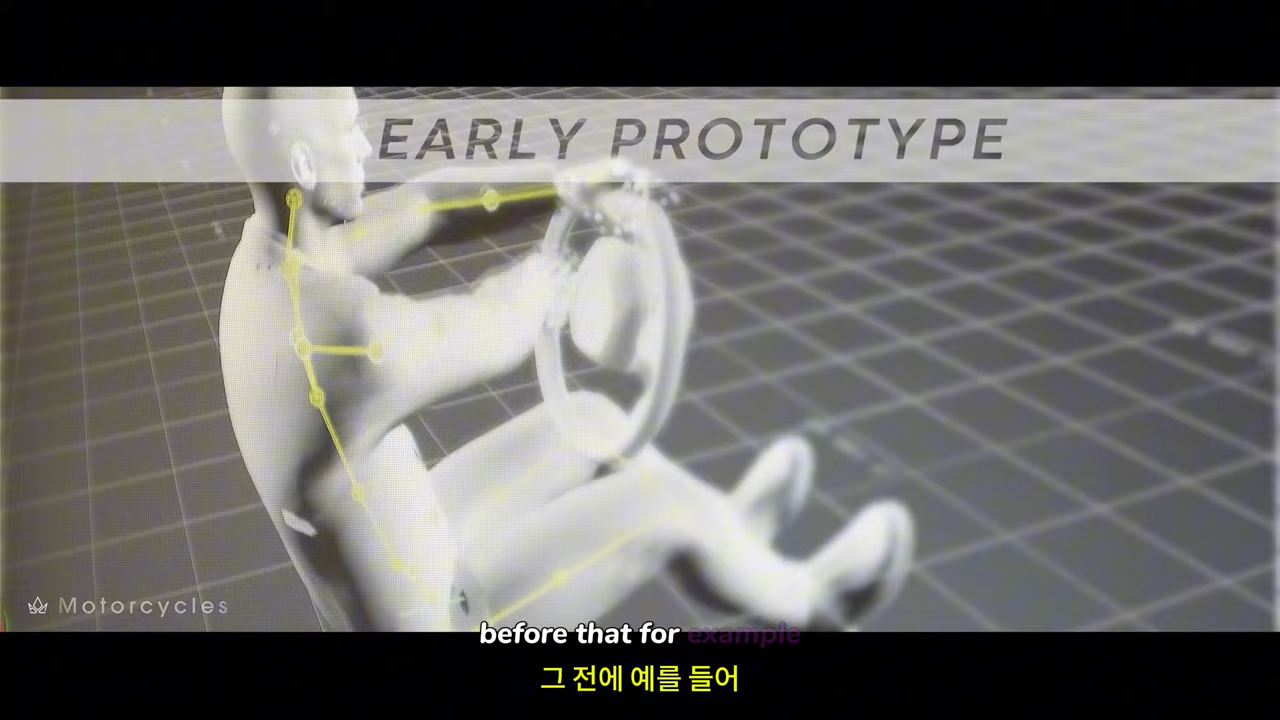 EARLY PROTOTYPE
Motorcycles
before that for example
그 전에 예를 들어